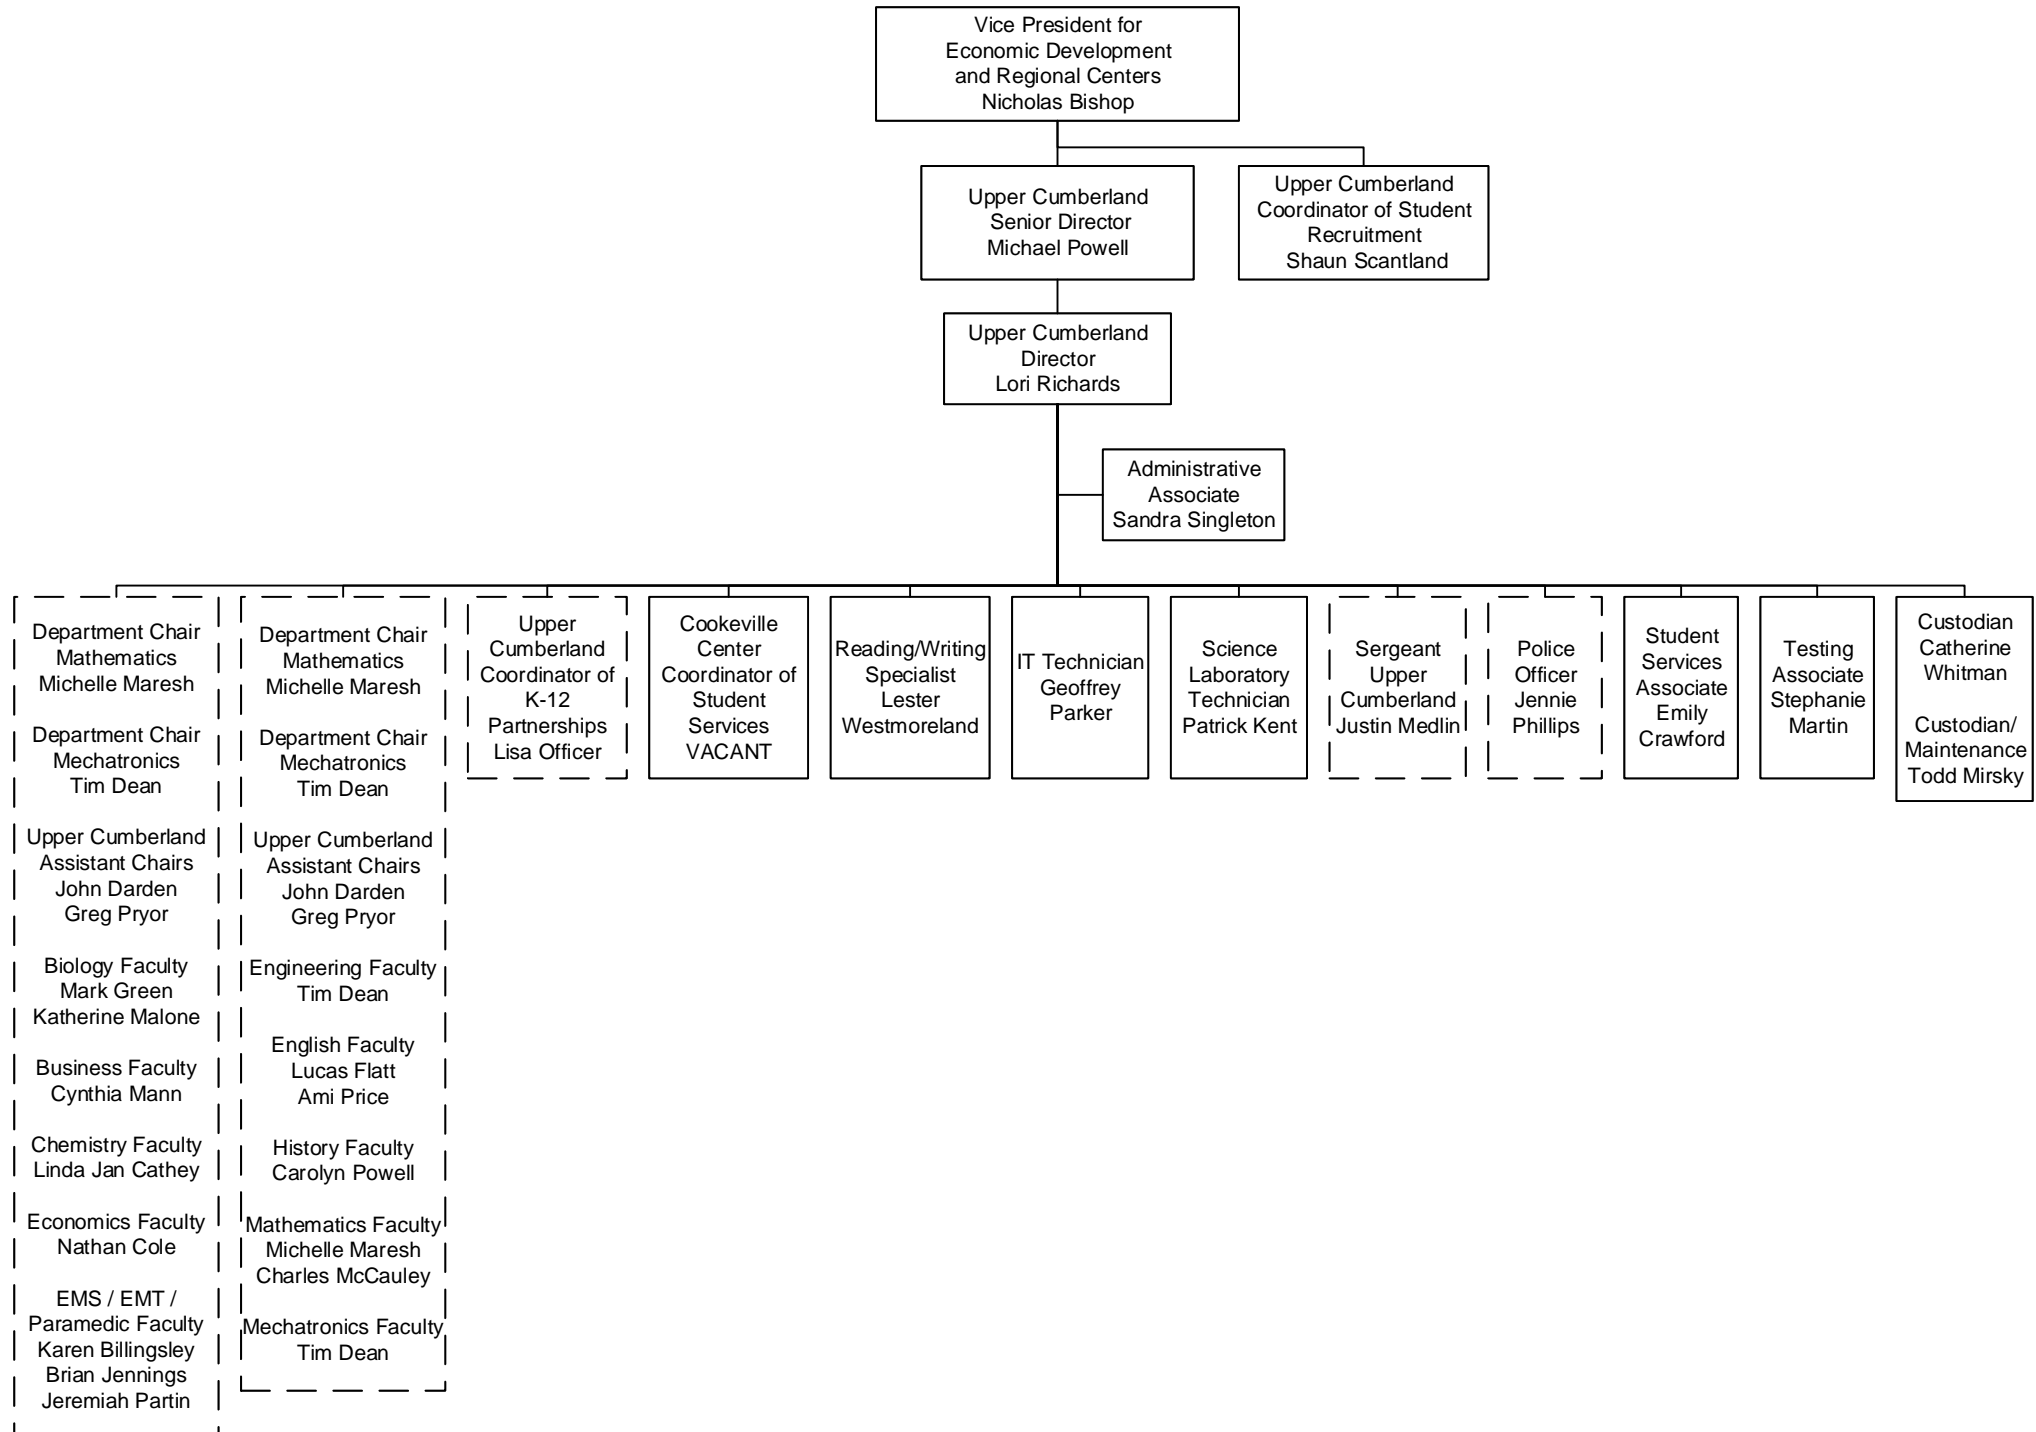 Vice President for
Economic Development
and Regional Centers
Nicholas Bishop
Upper Cumberland
Senior Director
Michael Powell
Upper Cumberland
Coordinator of Student
Recruitment
Shaun Scantland
Upper Cumberland
Director
Lori Richards
Administrative
Associate
Sandra Singleton
Department Chair
Mathematics
Michelle Maresh
Department Chair
Mechatronics
Tim Dean
Upper Cumberland
Assistant Chairs
John Darden
Greg Pryor
Biology Faculty
Mark Green
Katherine Malone
Business Faculty
Cynthia Mann
Chemistry Faculty
Linda Jan Cathey
Economics Faculty
Nathan Cole
EMS / EMT /
Paramedic Faculty
Karen Billingsley
Brian Jennings
Jeremiah Partin
Department Chair
Mathematics
Michelle Maresh
Department Chair
Mechatronics
Tim Dean
Upper Cumberland
Assistant Chairs
John Darden
Greg Pryor
Engineering Faculty
Tim Dean
English Faculty
Lucas Flatt
Ami Price
History Faculty
Carolyn Powell
Mathematics Faculty
Michelle Maresh
Charles McCauley
Mechatronics Faculty
Tim Dean
Upper
Cumberland
Coordinator of
K-12
Partnerships
Lisa Officer
Cookeville
Center
Coordinator of
Student
Services
VACANT
Reading/Writing
Specialist
Lester
Westmoreland
IT Technician
Geoffrey
Parker
Science
Laboratory
Technician
Patrick Kent
Sergeant
Upper
Cumberland
Justin Medlin
Police
Officer
Jennie
Phillips
Student
Services
Associate
Emily
Crawford
Testing
Associate
Stephanie
Martin
Custodian
Catherine
Whitman
Custodian/
Maintenance
Todd Mirsky